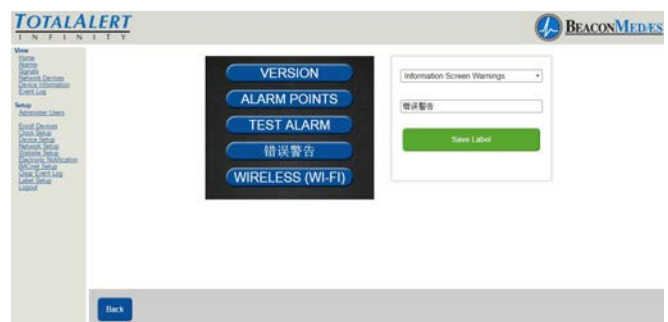 TOTALALERT
INFINITY
BEACONMEDÆS
View
Home
Alarms
Signals
Network Devices
Device Information
Event Log
Setup
Administer Users
Enroll Devices
Clock Setup
Device Setup
Network Setup
Website Setup
Electronic Notification
BACnet Setup
Clear Event Log
Label Setup
Logout
VERSION
ALARM POINTS
TEST ALARM
错误警告
WIRELESS (WI-FI)
Information Screen Warnings
错误警告
Save Label
Back